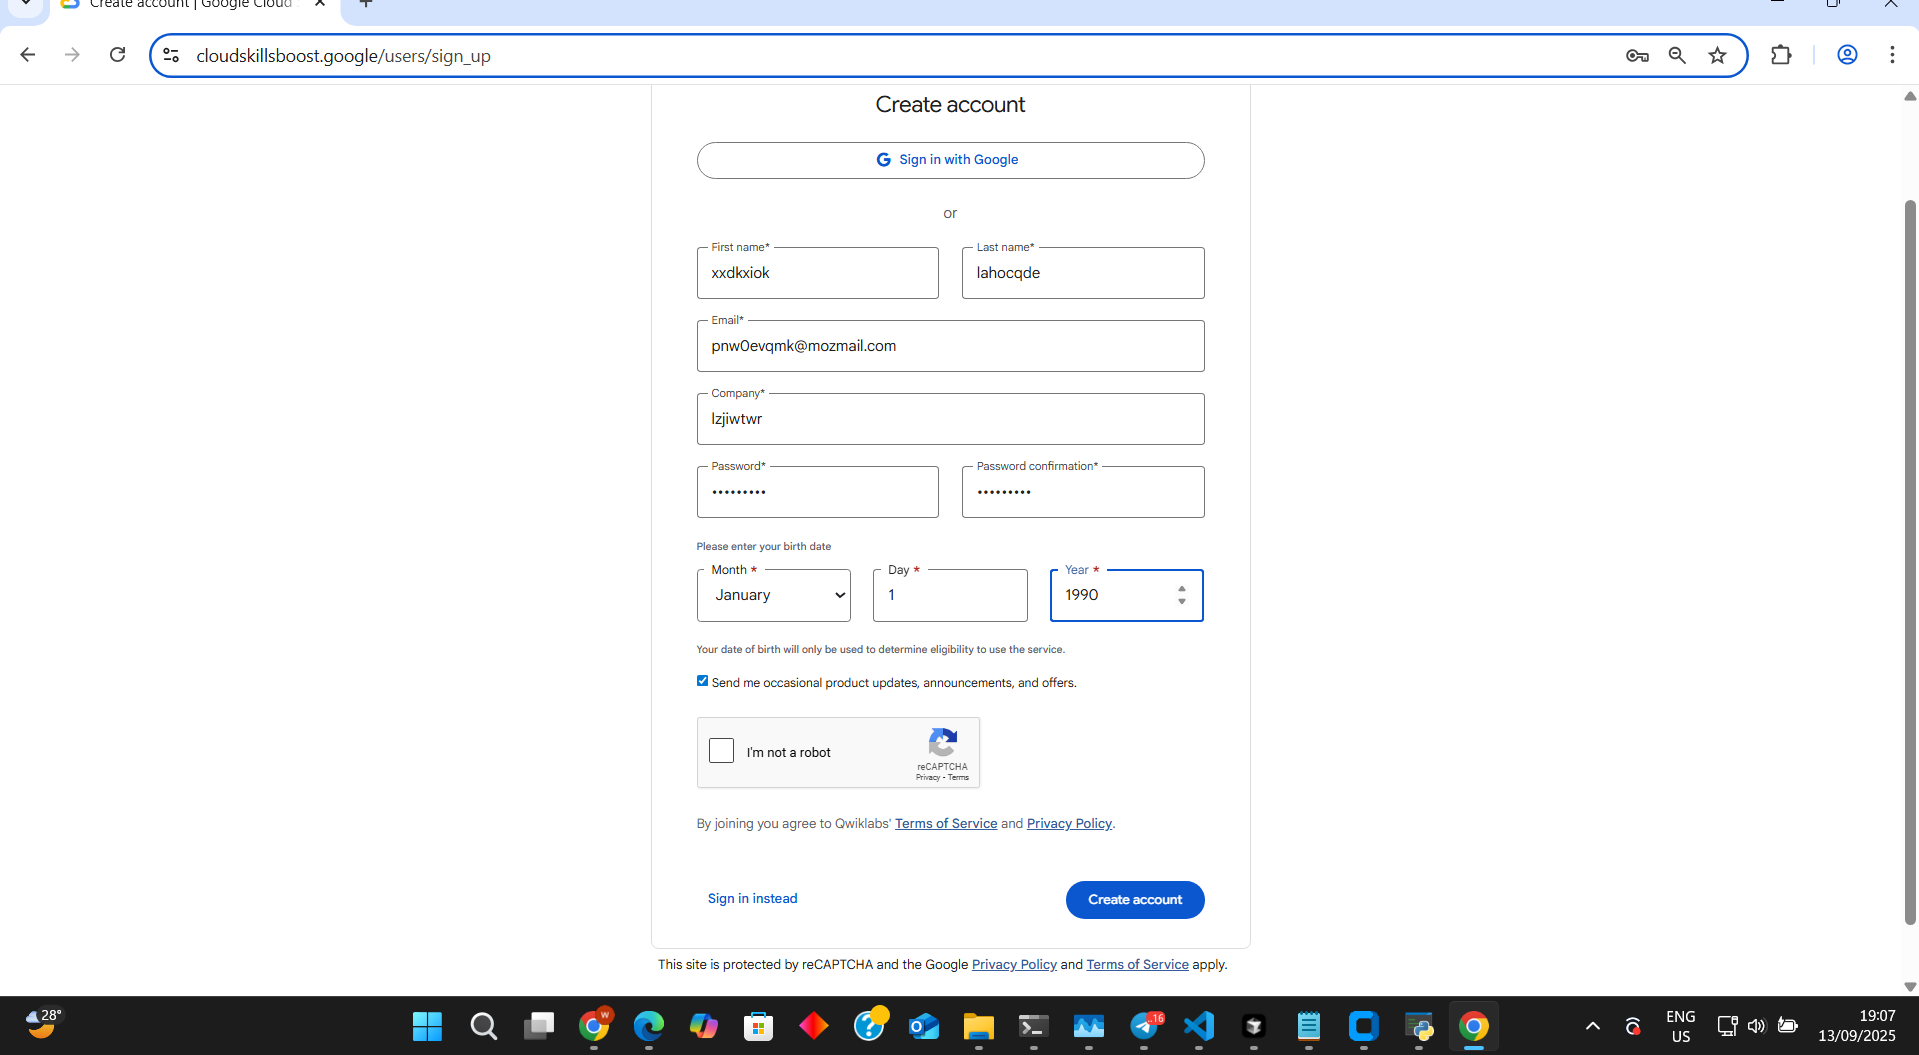 Create account | Google Cloud
cloudskillsboost.google/users/sign_up
Create account
Sign in with Google
or
First name*
Last name*
xxdkxiok
lahocqde
Email*
pnw0evqmk@mozmail.com
Company*
lzjiwtwr
Password*
Password confirmation*
•••••••••
•••••••••
Please enter your birth date
Month *
Day *
Year *
January
1
1990
Your date of birth will only be used to determine eligibility to use the service.
Send me occasional product updates, announcements, and offers.
I'm not a robot
reCAPTCHA
Privacy - Terms
By joining you agree to Qwiklabs' Terms of Service and Privacy Policy.
Sign in instead
Create account
This site is protected by reCAPTCHA and the Google Privacy Policy and Terms of Service apply.
28°
W
..16
ENG
US
19:07
13/09/2025